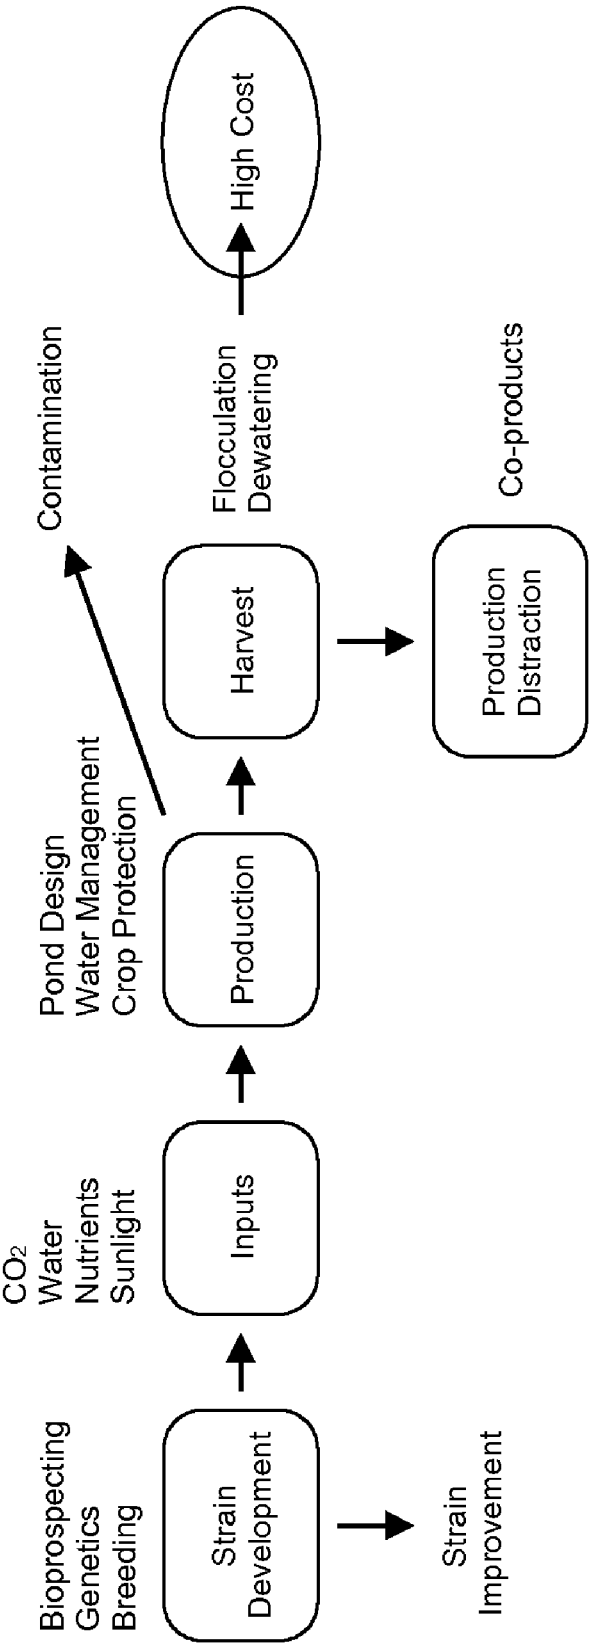 Bioprospecting
Genetics
Breeding
Strain
Development
Strain
Improvement
CO2
Water
Nutrients
Sunlight
Inputs
Pond Design
Water Management
Crop Protection
Production
Contamination
Harvest
Flocculation
Dewatering
High Cost
Production
Distraction
Co-products